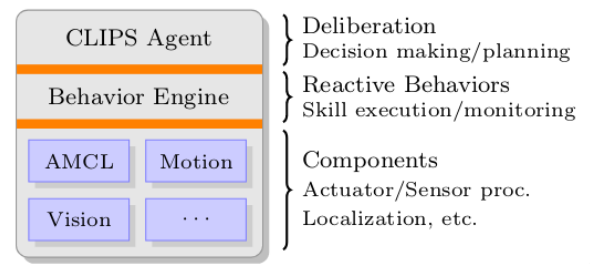 CLIPS Agent
Deliberation
Decision making/planning
Behavior Engine
Reactive Behaviors
Skill execution/monitoring
AMCL
Motion
Vision
...
Components
Actuator/Sensor proc.
Localization, etc.